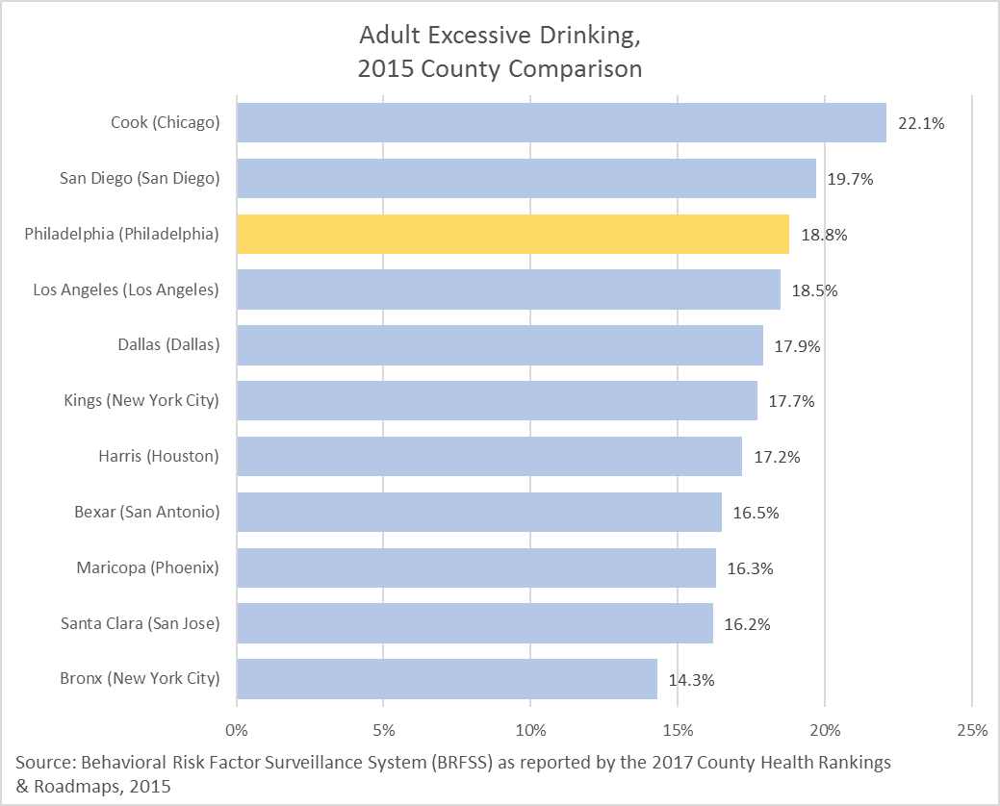 Adult Excessive Drinking,
2015 County Comparison
Cook (Chicago) 22.1%
San Diego (San Diego) 19.7%
Philadelphia (Philadelphia) 18.8%
Los Angeles (Los Angeles) 18.5%
Dallas (Dallas) 17.9%
Kings (New York City) 17.7%
Harris (Houston) 17.2%
Bexar (San Antonio) 16.5%
Maricopa (Phoenix) 16.3%
Santa Clara (San Jose) 16.2%
Bronx (New York City) 14.3%
0% 5% 10% 15% 20% 25%
Source: Behavioral Risk Factor Surveillance System (BRFSS) as reported by the 2017 County Health Rankings
& Roadmaps, 2015